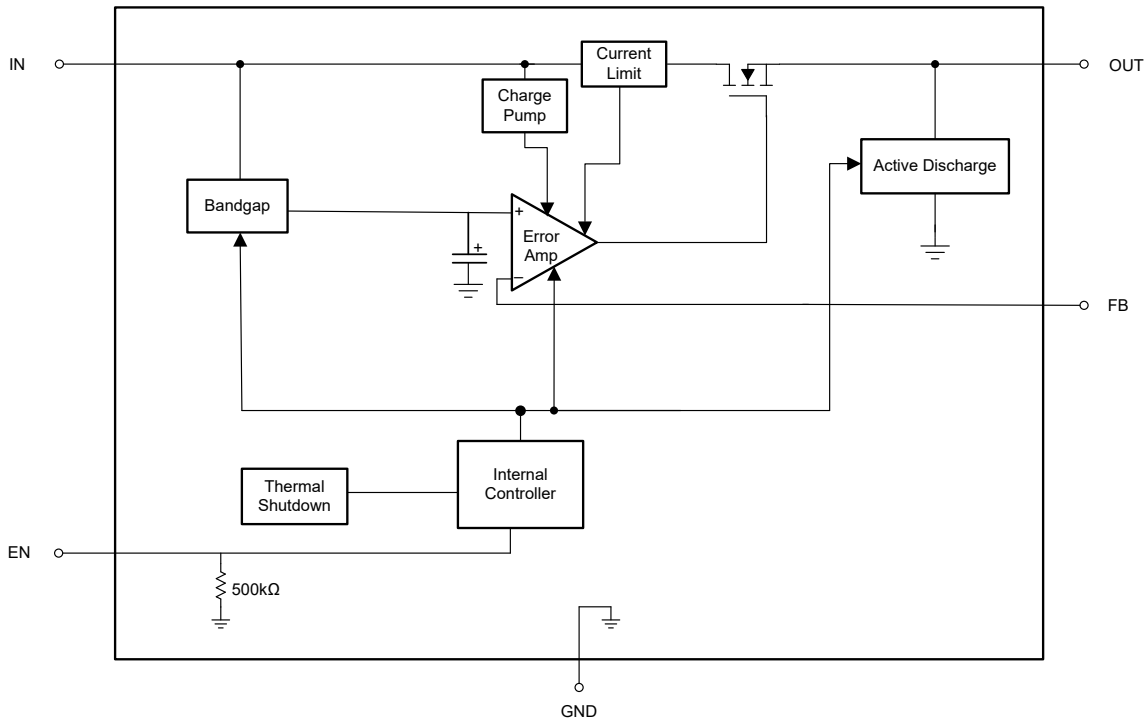 IN
Current
Limit
OUT
Charge
Pump
Active Discharge
Bandgap
+
Error
Amp
+
−
FB
Internal
Controller
Thermal
Shutdown
EN
500kΩ
GND